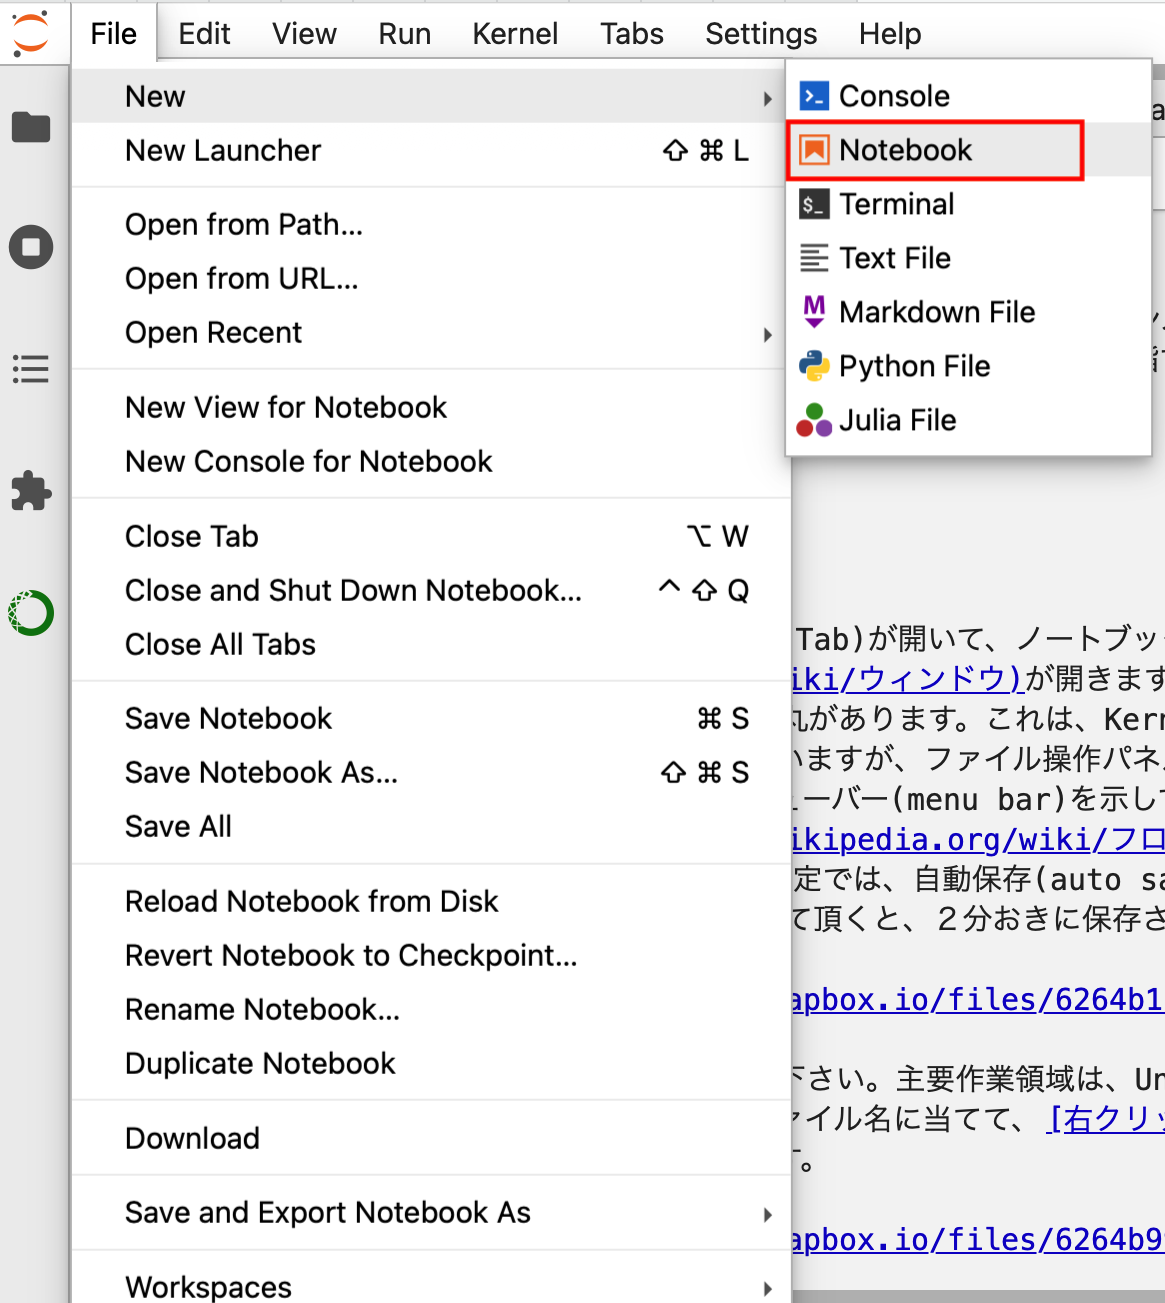 File Edit View Run Kernel Tabs Settings Help
New
New Launcher ⇧ ⌘ L
Open from Path...
Open from URL...
Open Recent
New View for Notebook
New Console for Notebook
Close Tab ⌥ W
Close and Shut Down Notebook... ^ ⇧ Q
Close All Tabs
Save Notebook ⌘ S
Save Notebook As... ⇧ ⌘ S
Save All
Reload Notebook from Disk
Revert Notebook to Checkpoint...
Rename Notebook...
Duplicate Notebook
Download
Save and Export Notebook As
Workspaces
Console
Notebook
$_ Terminal
Text File
M Markdown File
Python File
Julia File
Tab)が開いて、ノートブッ
iki/ウィンドウ)が開きます
があります。これは、Ker
ますが、ファイル操作パネ
ーバー(menu bar)を示し
ikipedia.org/wiki/フロ
定では、自動保存(auto sa
て頂くと、２分おきに保存さ
apbox.io/files/6264b1
さい。主要作業領域は、Un
イル名に当てて、 [右クリッ
。
apbox.io/files/6264b9